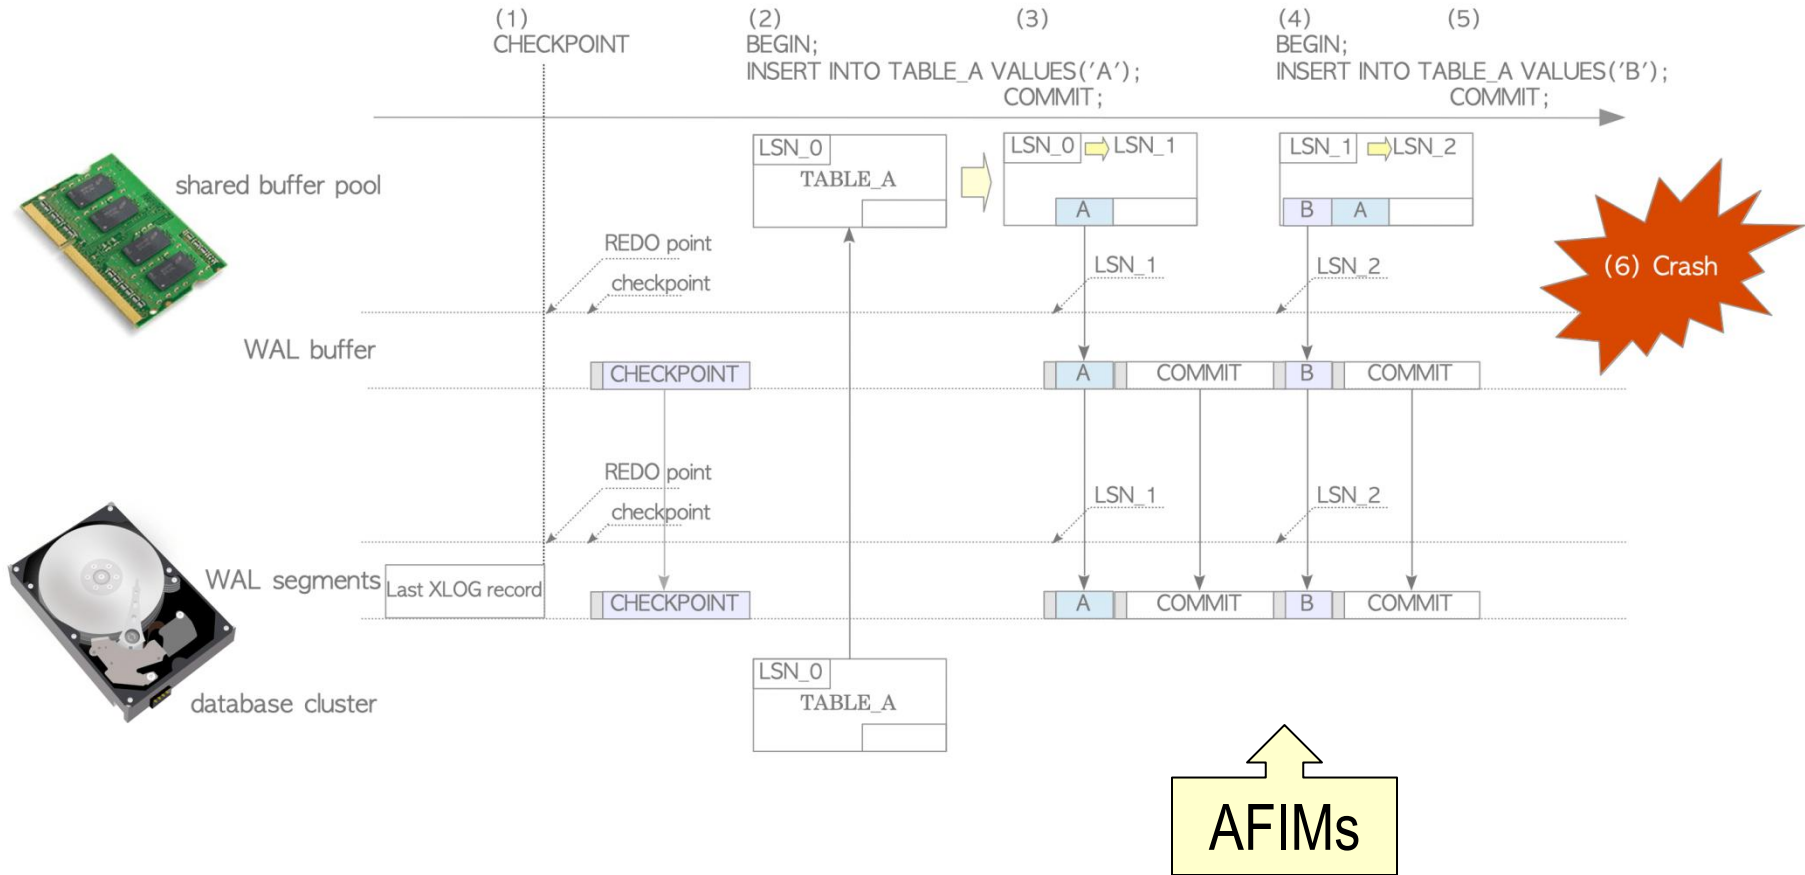 (1)
CHECKPOINT
(2)
BEGIN;
INSERT INTO TABLE_A VALUES('A');
(3)
COMMIT;
(4)
BEGIN;
INSERT INTO TABLE_A VALUES('B');
(5)
COMMIT;
shared buffer pool
LSN_0
TABLE_A
LSN_0 LSN_1
A
LSN_1 LSN_2
B A
(6) Crash
REDO point
checkpoint
LSN_1
LSN_2
WAL buffer
CHECKPOINT
A COMMIT B COMMIT
REDO point
checkpoint
LSN_1
LSN_2
WAL segments
Last XLOG record
CHECKPOINT
A COMMIT B COMMIT
database cluster
LSN_0
TABLE_A
AFIMs